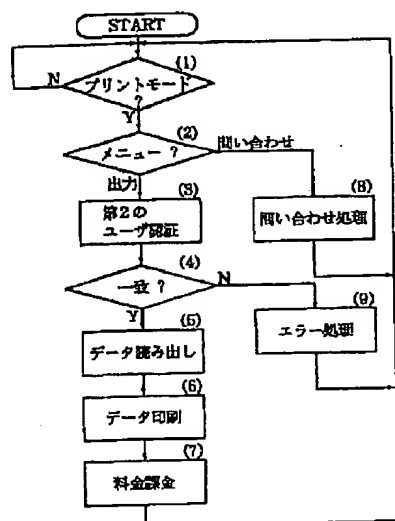 START
(1)
N
プリントモード
?
Y
(2)
メニュー ?
問い合わせ
出力
(3)
第2の
ユーザ認証
(8)
問い合わせ処理
(4)
一致 ?
N
Y
(5)
データ読み出し
(9)
エラー処理
(6)
データ印刷
(7)
料金課金